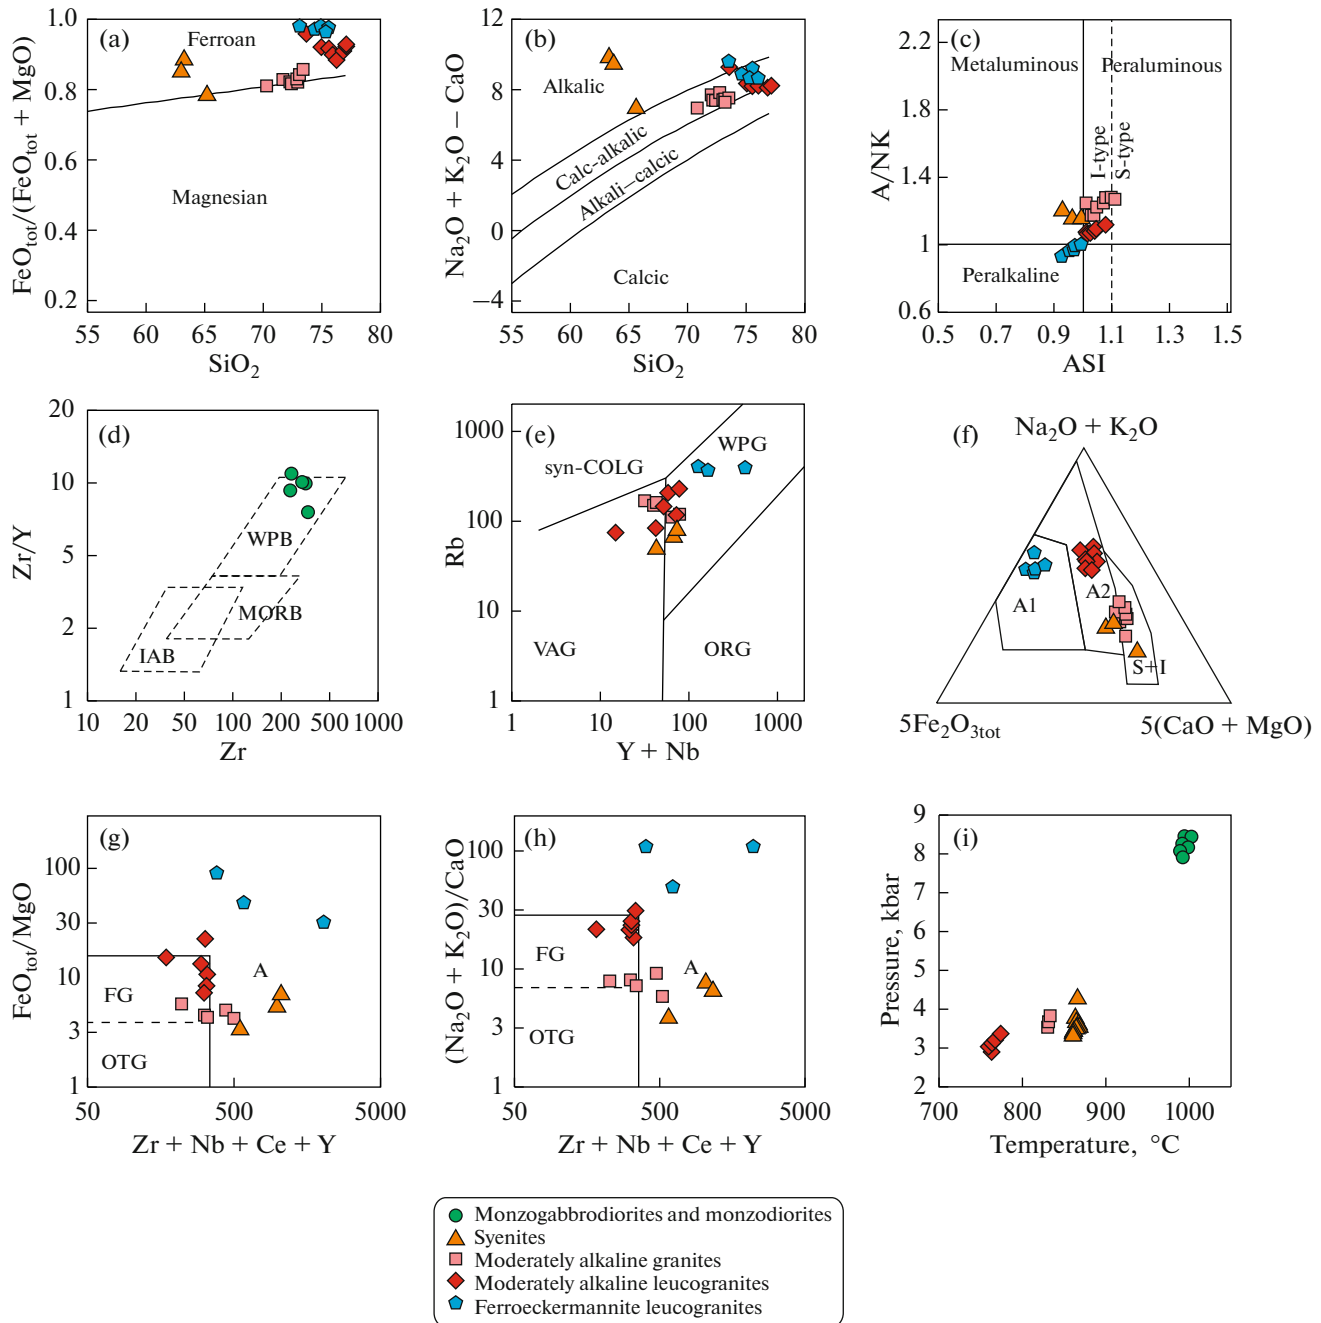 (a)
Ferroan
Magnesian
FeO_tot/(FeO_tot + MgO)
1.0
0.8
0.6
0.4
0.2
55 60 65 70 75 80
SiO₂
(b)
Alkalic
Calc-alkalic
Alkali–calcic
Calcic
Na₂O + K₂O – CaO
12
8
4
0
–4
55 60 65 70 75 80
SiO₂
(c)
Metaluminous
Peraluminous
I-type
S-type
Peralkaline
A/NK
2.2
1.8
1.4
1
0.6
0.5 0.7 0.9 1.1 1.3 1.5
ASI
(d)
WPB
MORB
IAB
Zr/Y
20
10
5
2
1
10 20 50 100 200 500 1000
Zr
(e)
syn-COLG
WPG
VAG
ORG
Rb
1000
100
10
1
1 10 100 1000
Y + Nb
(f)
Na₂O + K₂O
A1
A2
S+I
5Fe₂O₃tot
5(CaO + MgO)
(g)
A
FG
OTG
FeO_tot/MgO
100
30
10
3
1
50 500 5000
Zr + Nb + Ce + Y
(h)
A
FG
OTG
(Na₂O + K₂O)/CaO
100
30
10
3
1
50 500 5000
Zr + Nb + Ce + Y
(i)
Pressure, kbar
9
8
7
6
5
4
3
2
700 800 900 1000
Temperature, °C
Monzogabbrodiorites and monzodiorites
Syenites
Moderately alkaline granites
Moderately alkaline leucogranites
Ferroeckermannite leucogranites